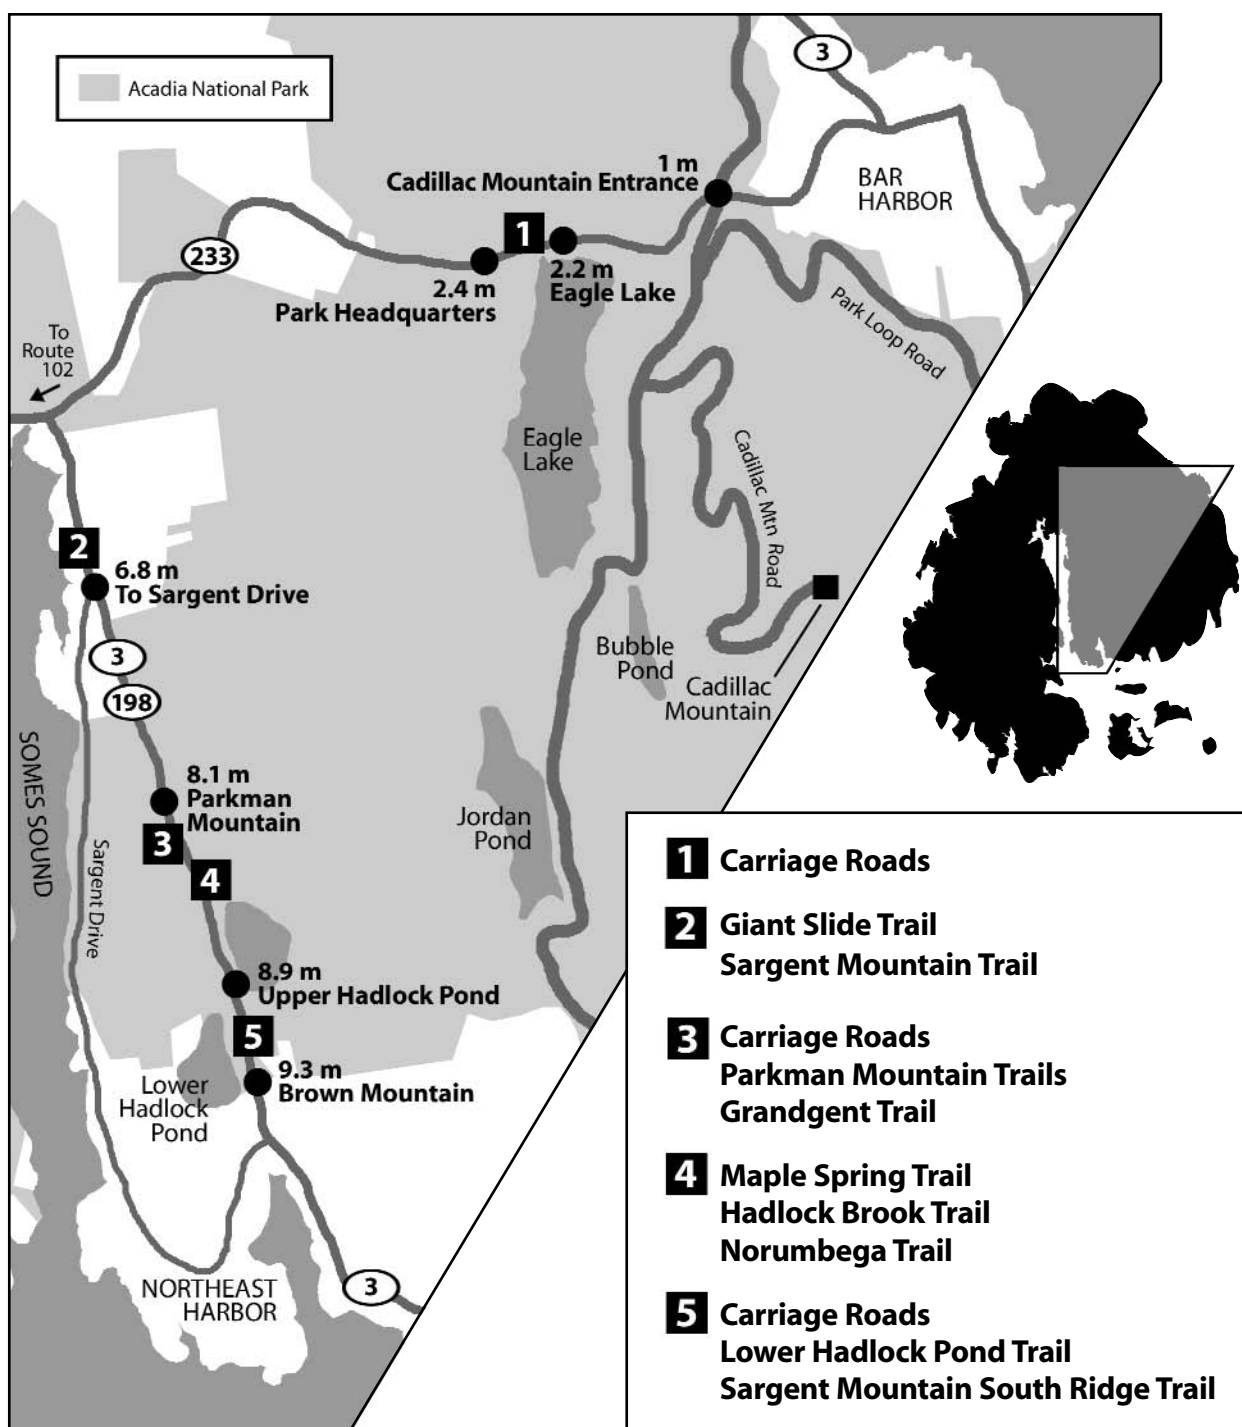 Acadia National Park
3
1 m
Cadillac Mountain Entrance
BAR
HARBOR
1
233
2.2 m
Eagle Lake
2.4 m
Park Headquarters
Park Loop Road
To
Route
102
Eagle
Lake
Cadillac Mtn Road
2
6.8 m
To Sargent Drive
3
198
Bubble
Pond
Cadillac
Mountain
SOMES SOUND
8.1 m
Parkman
Mountain
3
Sargent Drive
4
Jordan
Pond
8.9 m
Upper Hadlock Pond
5
9.3 m
Brown Mountain
Lower
Hadlock
Pond
NORTHEAST
HARBOR
3
1 Carriage Roads
2 Giant Slide Trail
Sargent Mountain Trail
3 Carriage Roads
Parkman Mountain Trails
Grandgent Trail
4 Maple Spring Trail
Hadlock Brook Trail
Norumbega Trail
5 Carriage Roads
Lower Hadlock Pond Trail
Sargent Mountain South Ridge Trail